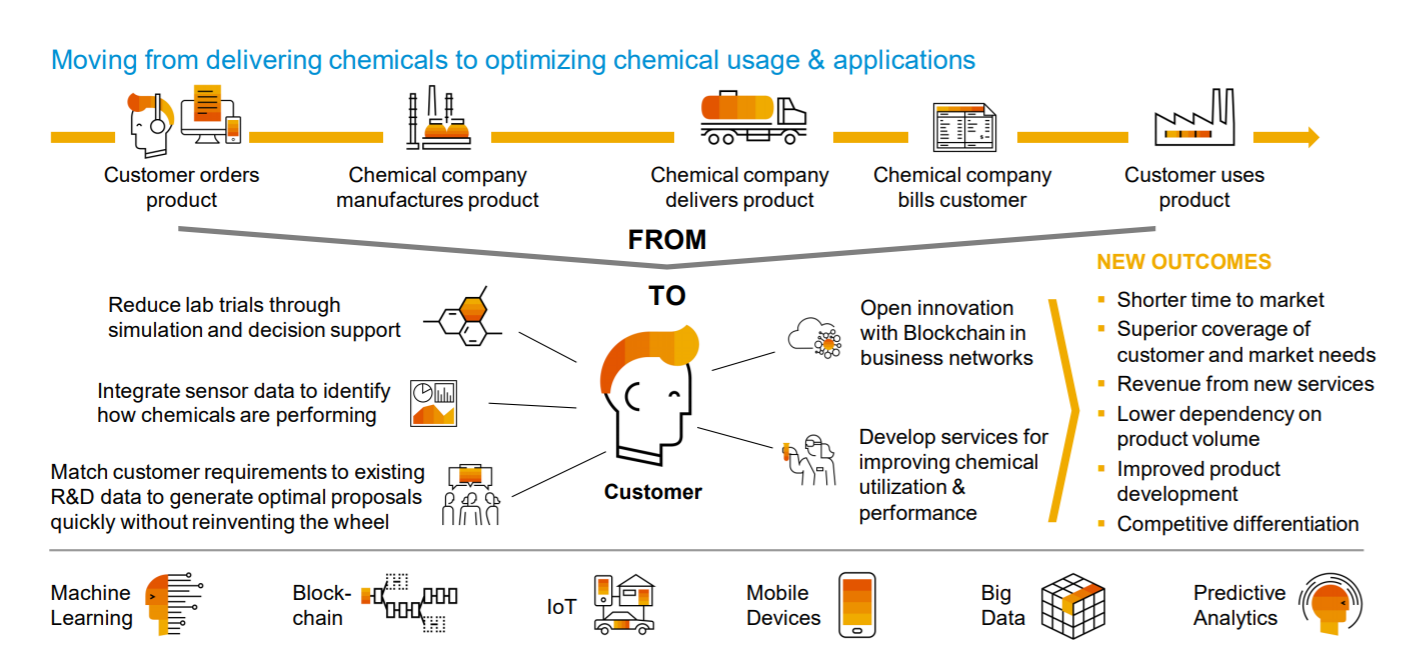 Moving from delivering chemicals to optimizing chemical usage & applications
Customer orders
product
Chemical company
manufactures product
Chemical company
delivers product
Chemical company
bills customer
Customer uses
product
FROM
TO
Reduce lab trials through
simulation and decision support
Integrate sensor data to identify
how chemicals are performing
Match customer requirements to existing
R&D data to generate optimal proposals
quickly without reinventing the wheel
Customer
Open innovation
with Blockchain in
business networks
Develop services for
improving chemical
utilization &
performance
NEW OUTCOMES
▪ Shorter time to market
▪ Superior coverage of
customer and market needs
▪ Revenue from new services
▪ Lower dependency on
product volume
▪ Improved product
development
▪ Competitive differentiation
Machine
Learning
Block-
chain
IoT
Mobile
Devices
Big
Data
Predictive
Analytics